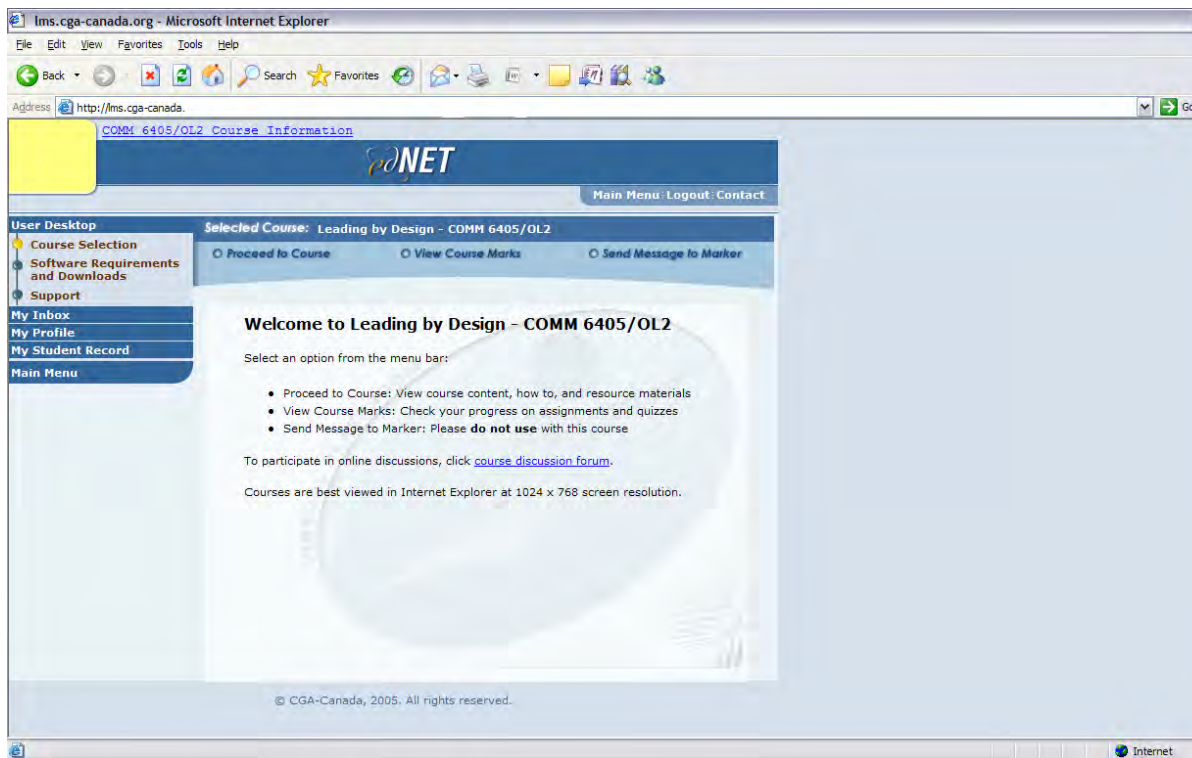 lms.cga-canada.org - Microsoft Internet Explorer
File Edit View Favorites Tools Help
Back Search Favorites
Address http://lms.cga-canada. Go
COMM 6405/OL2 Course Information
pdNET
Main Menu Logout Contact
User Desktop
Course Selection
Software Requirements
and Downloads
Support
My Inbox
My Profile
My Student Record
Main Menu
Selected Course: Leading by Design - COMM 6405/OL2
Proceed to Course View Course Marks Send Message to Marker
Welcome to Leading by Design - COMM 6405/OL2
Select an option from the menu bar:
• Proceed to Course: View course content, how to, and resource materials
• View Course Marks: Check your progress on assignments and quizzes
• Send Message to Marker: Please do not use with this course
To participate in online discussions, click course discussion forum.
Courses are best viewed in Internet Explorer at 1024 x 768 screen resolution.
© CGA-Canada, 2005. All rights reserved.
Internet